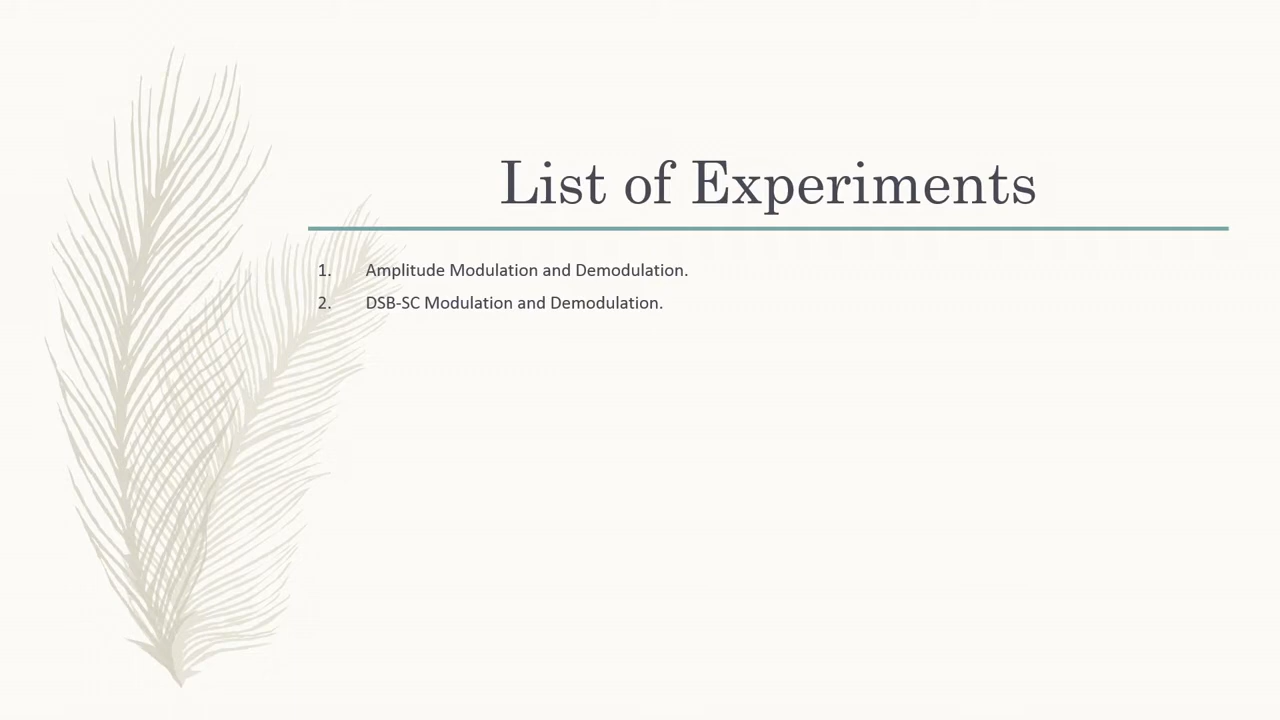 List of Experiments
1. Amplitude Modulation and Demodulation.
2. DSB-SC Modulation and Demodulation.